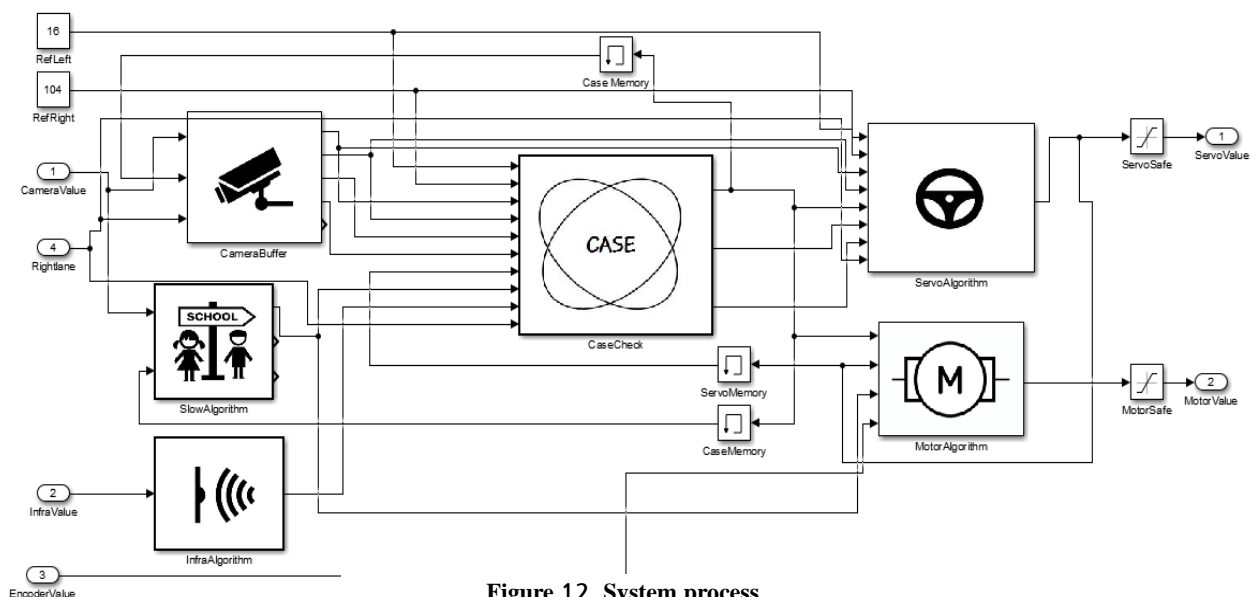 16
RefLeft
104
RefRight
Case Memory
1
CameraValue
4
Rightlane
CameraBuffer
CASE
CaseCheck
ServoAlgorithm
ServoSafe
1
ServoValue
SCHOOL
SlowAlgorithm
ServoMemory
CaseMemory
M
MotorAlgorithm
MotorSafe
2
MotorValue
2
InfraValue
InfraAlgorithm
3
EncoderValue
Figure 12. System process